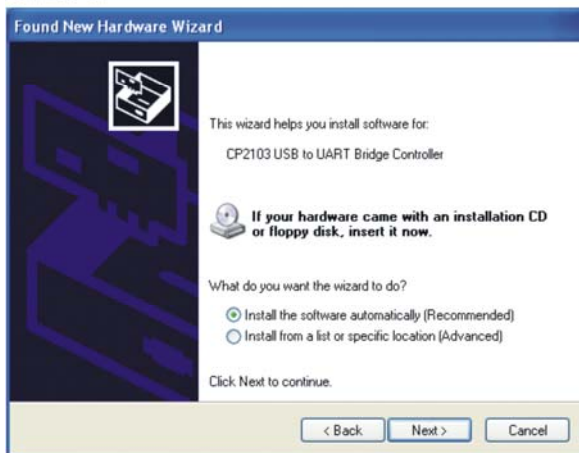 Found New Hardware Wizard
This wizard helps you install software for:
CP2103 USB to UART Bridge Controller
If your hardware came with an installation CD
or floppy disk, insert it now.
What do you want the wizard to do?
Install the software automatically (Recommended)
Install from a list or specific location (Advanced)
Click Next to continue.
< Back
Next >
Cancel